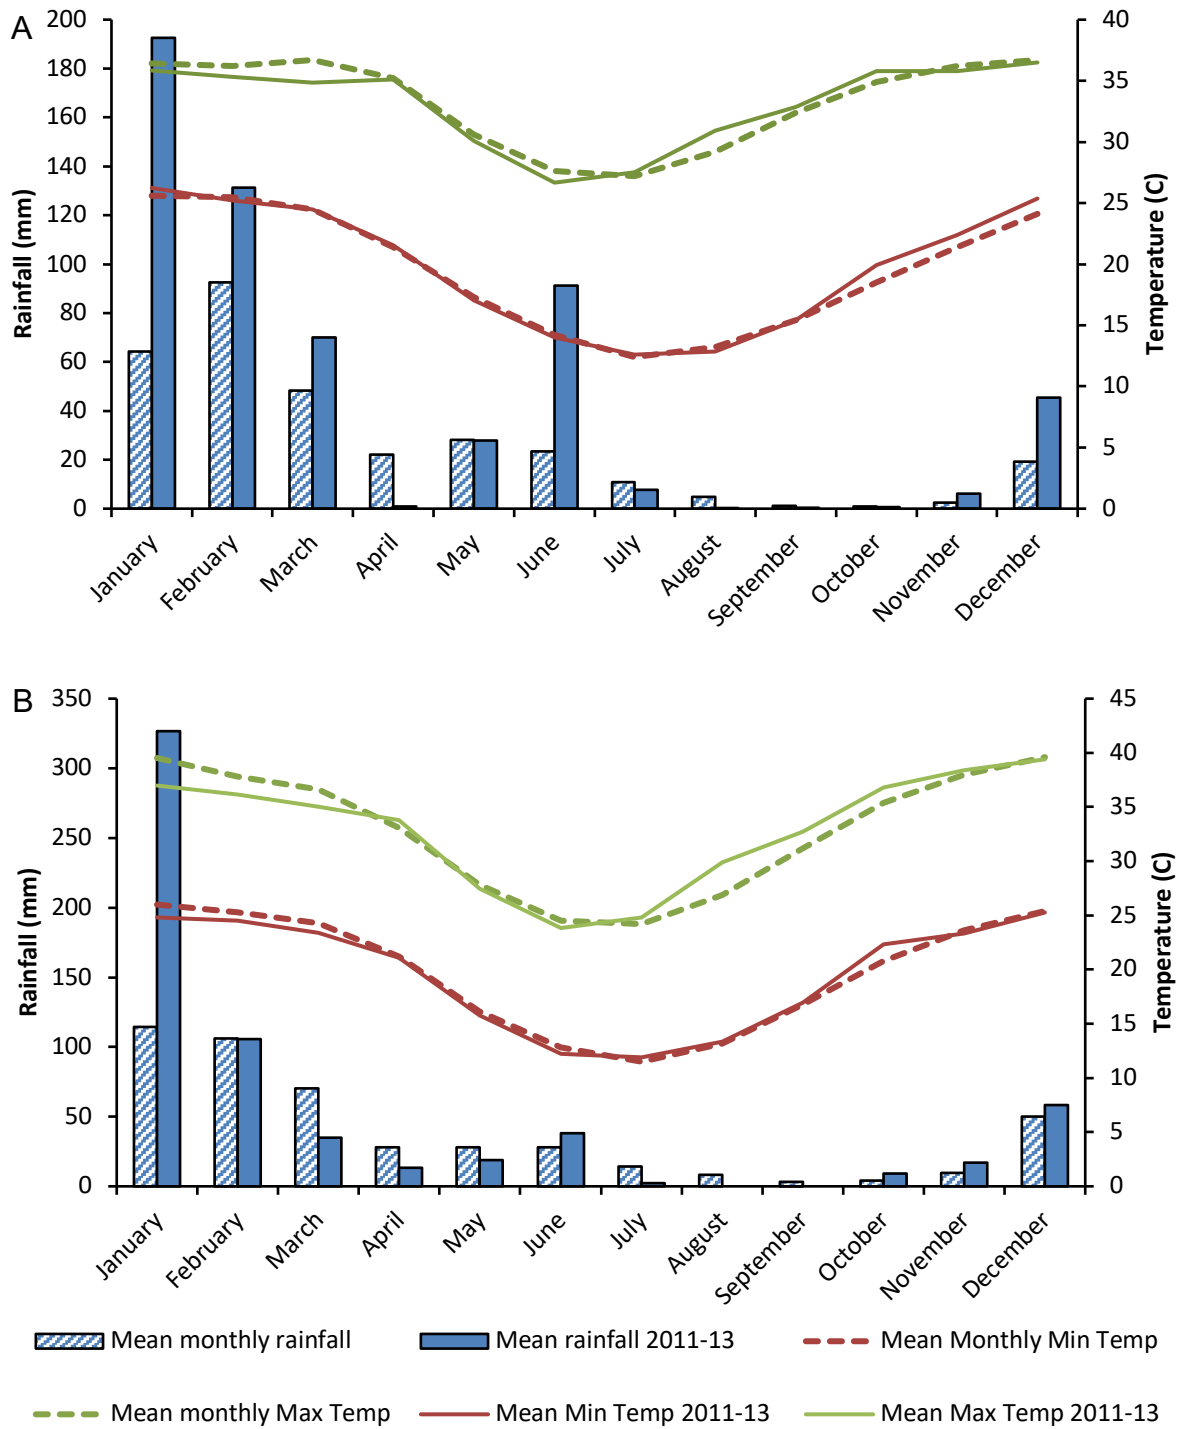 A
200
180
160
140
120
100
80
60
40
20
0
Rainfall (mm)
40
35
30
25
20
15
10
5
0
Temperature (C)
January
February
March
April
May
June
July
August
September
October
November
December
B
350
300
250
200
150
100
50
0
Rainfall (mm)
45
40
35
30
25
20
15
10
5
0
Temperature (C)
January
February
March
April
May
June
July
August
September
October
November
December
Mean monthly rainfall
Mean rainfall 2011-13
Mean Monthly Min Temp
Mean monthly Max Temp
Mean Min Temp 2011-13
Mean Max Temp 2011-13